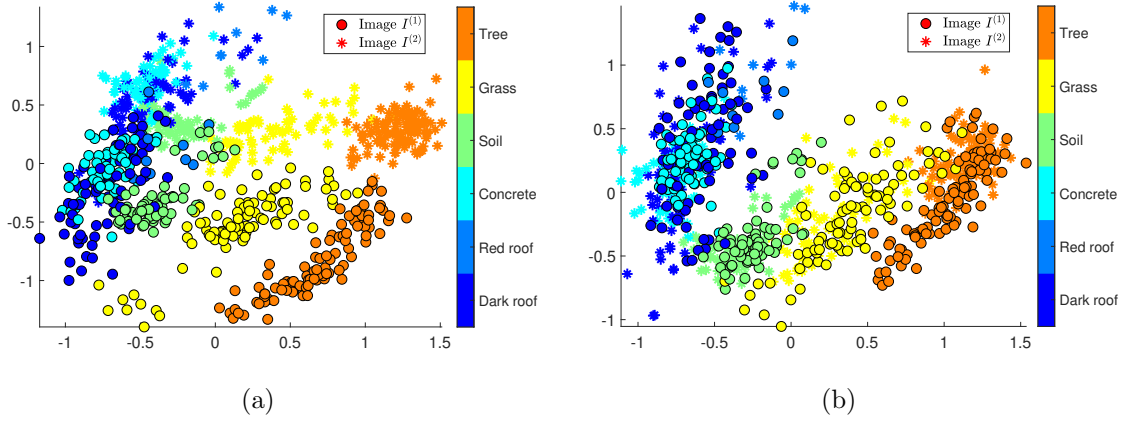 Image I^(1)
Image I^(2)
1
0.5
0
-0.5
-1
-1 -0.5 0 0.5 1 1.5
Tree
Grass
Soil
Concrete
Red roof
Dark roof
(a)
Image I^(1)
Image I^(2)
1
0.5
0
-0.5
-1
-1 -0.5 0 0.5 1 1.5
Tree
Grass
Soil
Concrete
Red roof
Dark roof
(b)